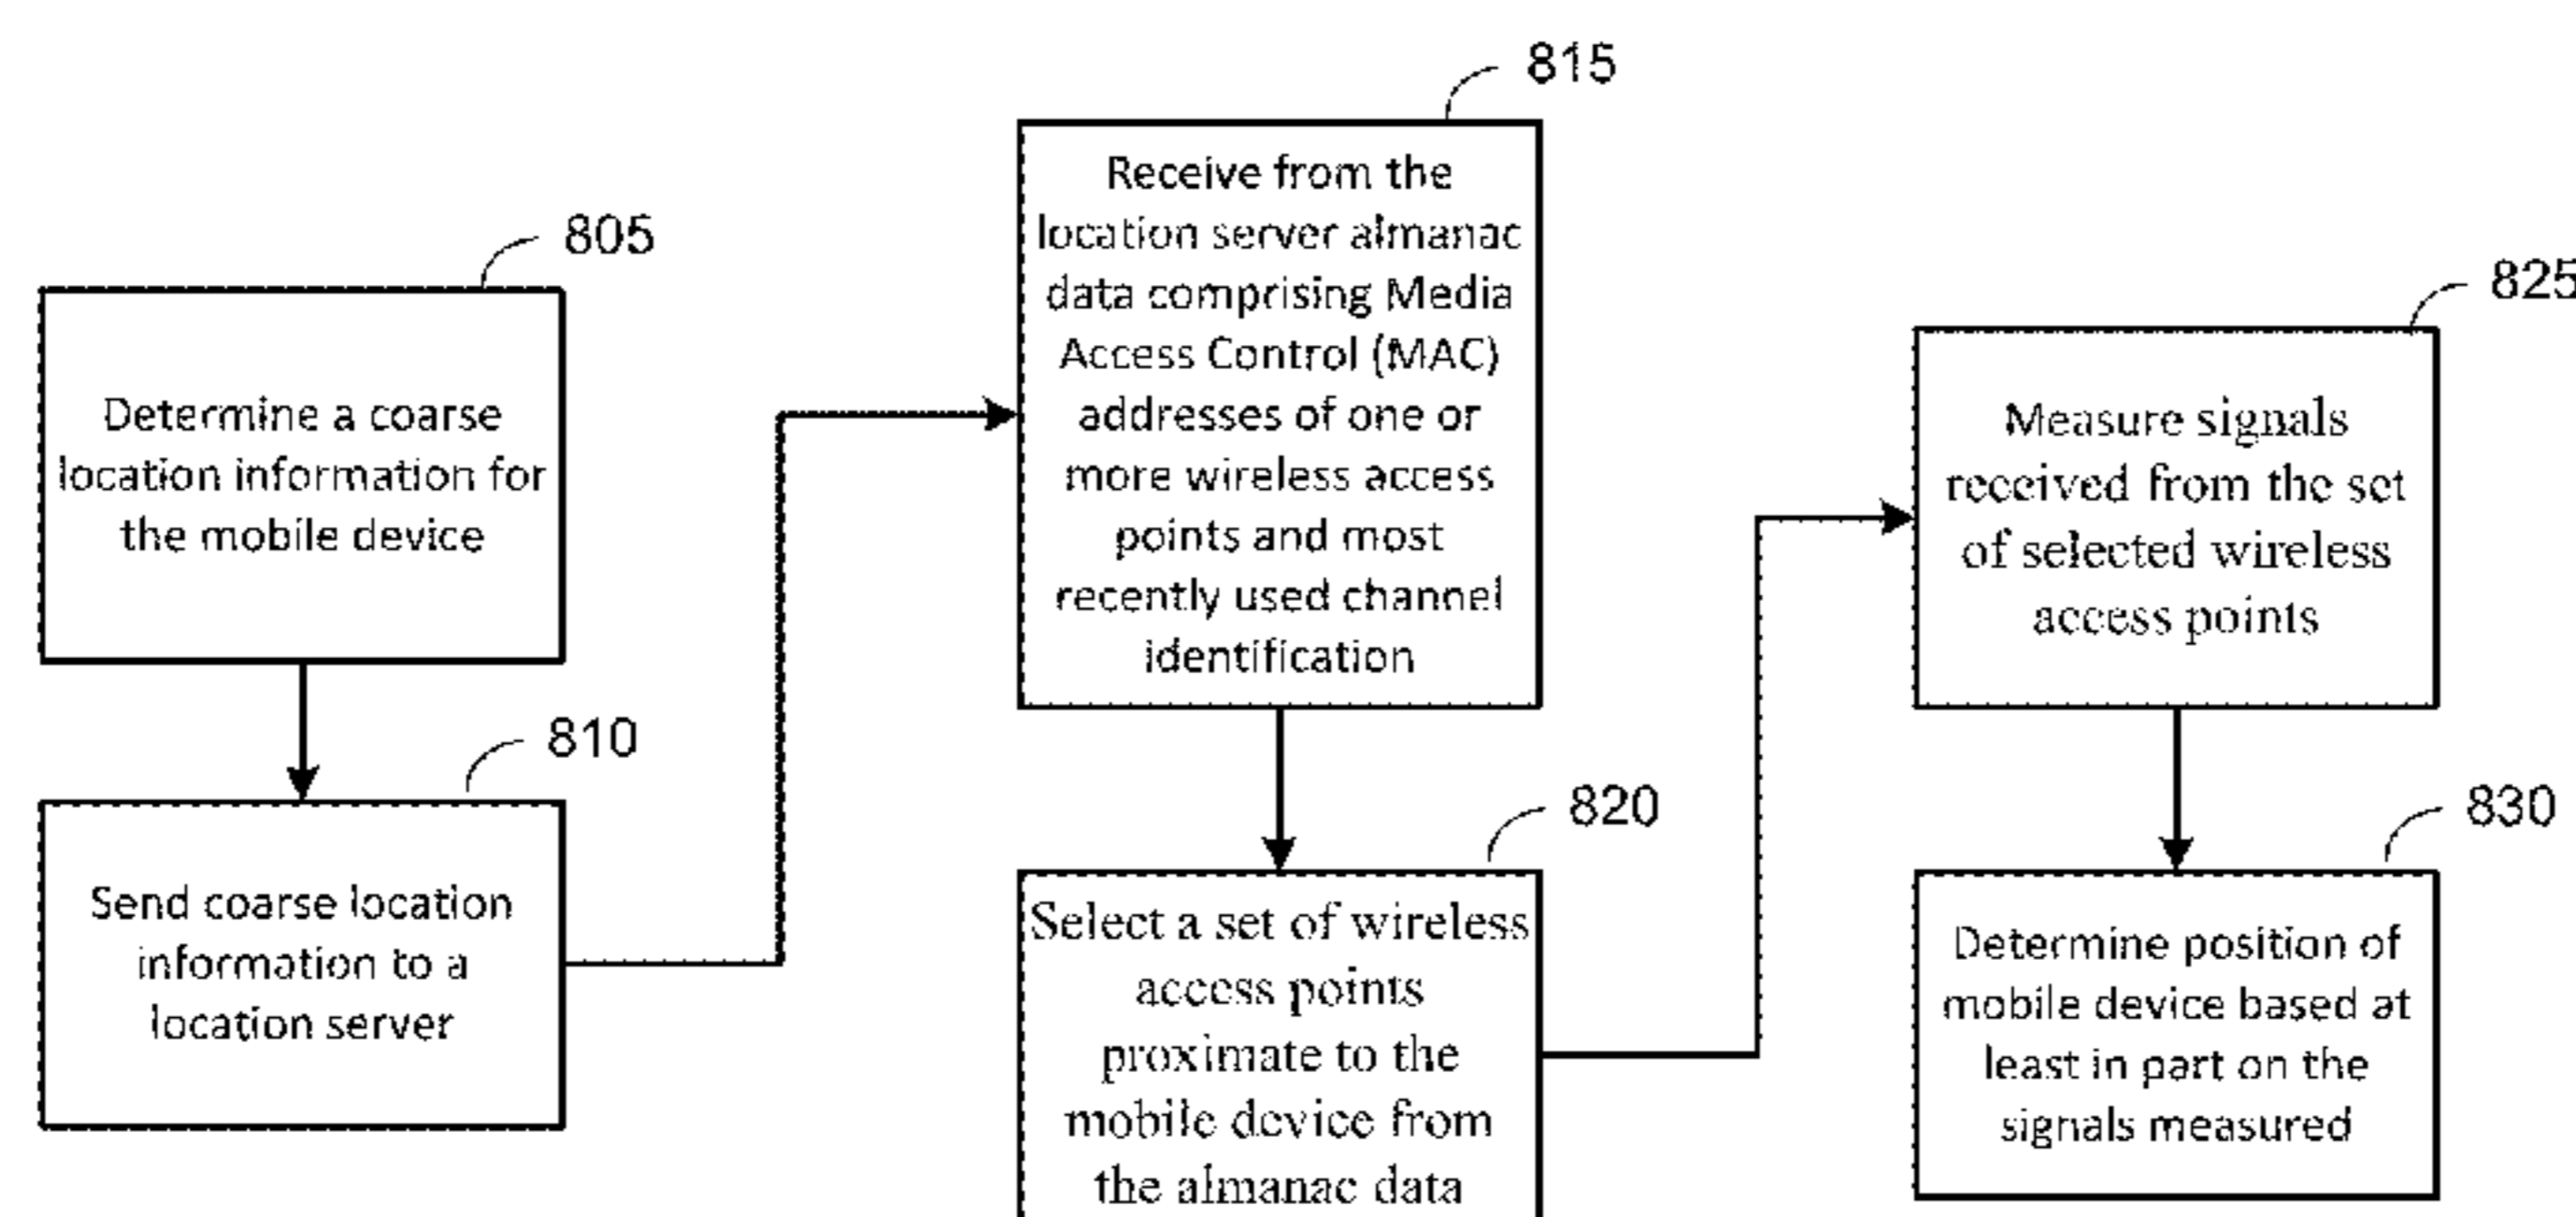 805
Determine a coarse
location information for
the mobile device
810
Send coarse location
information to a
location server
815
Receive from the
location server almanac
data comprising Media
Access Control (MAC)
addresses of one or
more wireless access
points and most
recently used channel
identification
820
Select a set of wireless
access points
proximate to the
mobile device from
the almanac data
825
Measure signals
received from the set
of selected wireless
access points
830
Determine position of
mobile device based at
least in part on the
signals measured